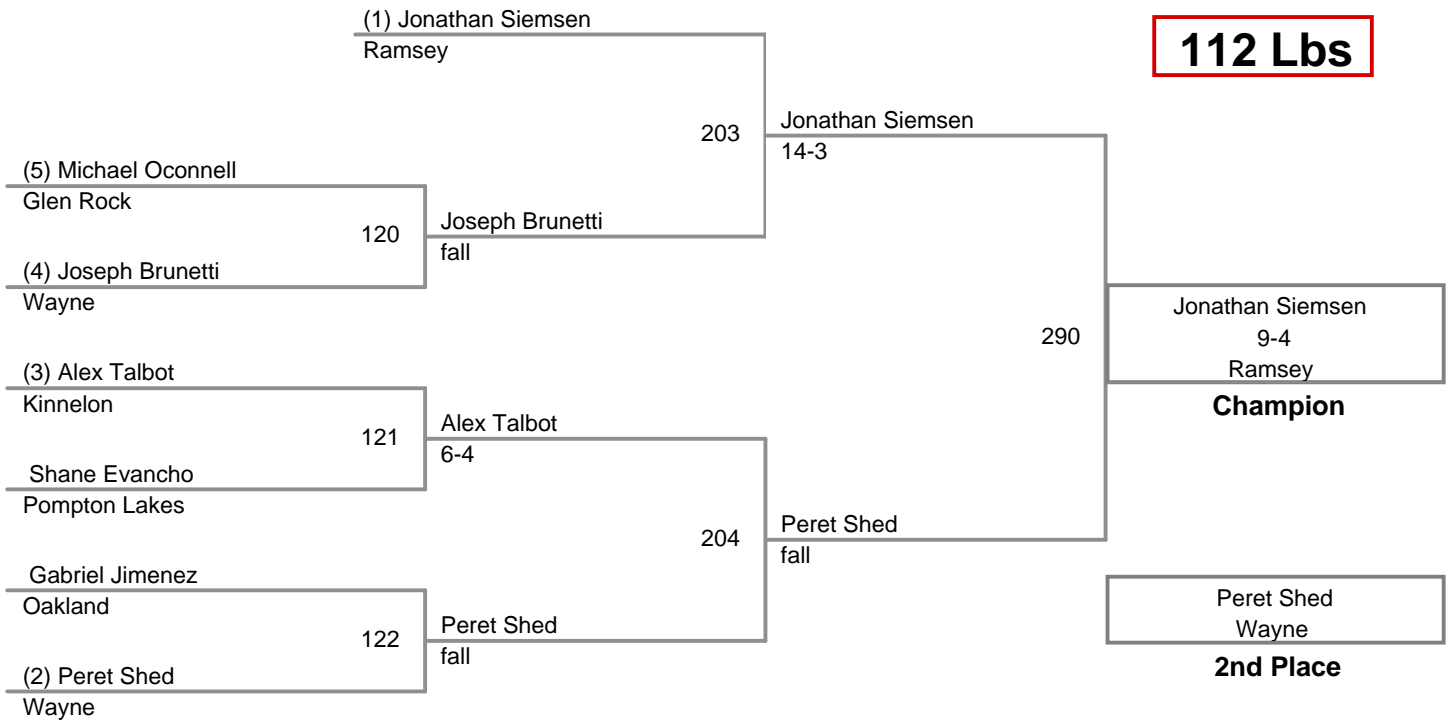 (1) Jonathan Siemsen
Ramsey
112 Lbs
203
Jonathan Siemsen
14-3
(5) Michael Oconnell
Glen Rock
120
Joseph Brunetti
fall
(4) Joseph Brunetti
Wayne
290
Jonathan Siemsen
9-4
Ramsey
Champion
(3) Alex Talbot
Kinnelon
121
Alex Talbot
6-4
Shane Evancho
Pompton Lakes
204
Peret Shed
fall
Gabriel Jimenez
Oakland
122
Peret Shed
fall
(2) Peret Shed
Wayne
Peret Shed
Wayne
2nd Place